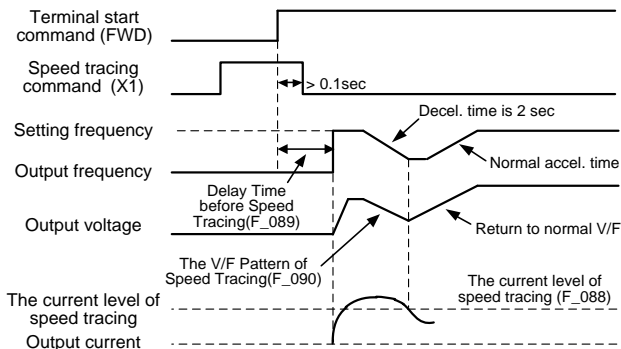 Terminal start
command (FWD)
Speed tracing
command (X1)
> 0.1sec
Decel. time is 2 sec
Setting frequency
Normal accel. time
Output frequency
Delay Time
before Speed
Tracing(F_089)
Output voltage
Return to normal V/F
The V/F Pattern of
Speed Tracing(F_090)
The current level of
speed tracing (F_088)
The current level of
speed tracing
Output current